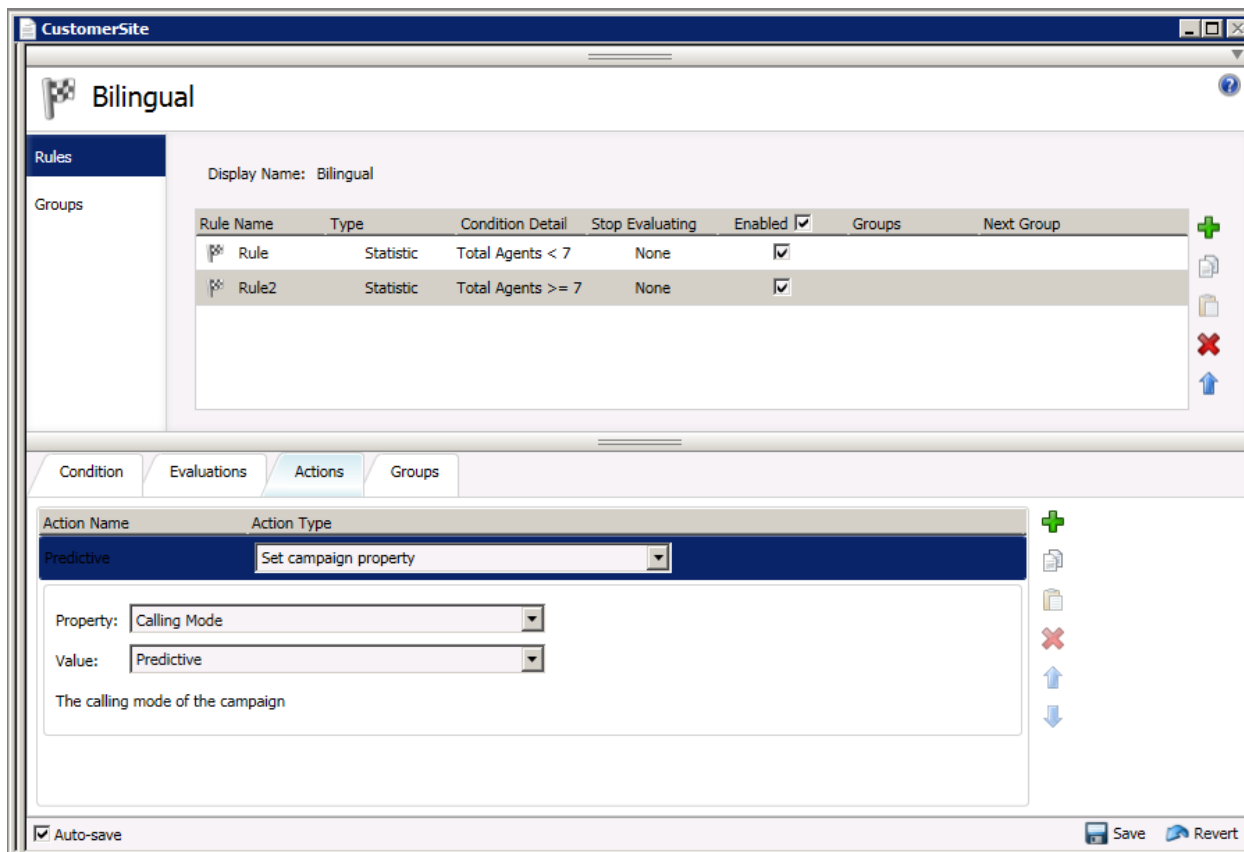 CustomerSite
Bilingual
Rules
Groups
Display Name: Bilingual
Rule Name Type Condition Detail Stop Evaluating Enabled Groups Next Group
Rule Statistic Total Agents < 7 None
Rule2 Statistic Total Agents >= 7 None
Condition Evaluations Actions Groups
Action Name Action Type
Predictive Set campaign property
Property: Calling Mode
Value: Predictive
The calling mode of the campaign
Auto-save Save Revert